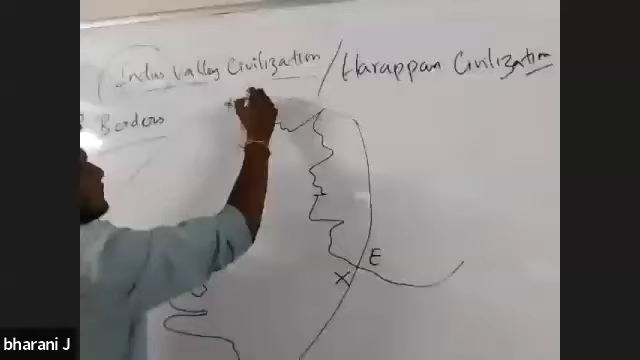 Indus Valley Civilization / Harappan Civilization
Borders
E
X
bharani J